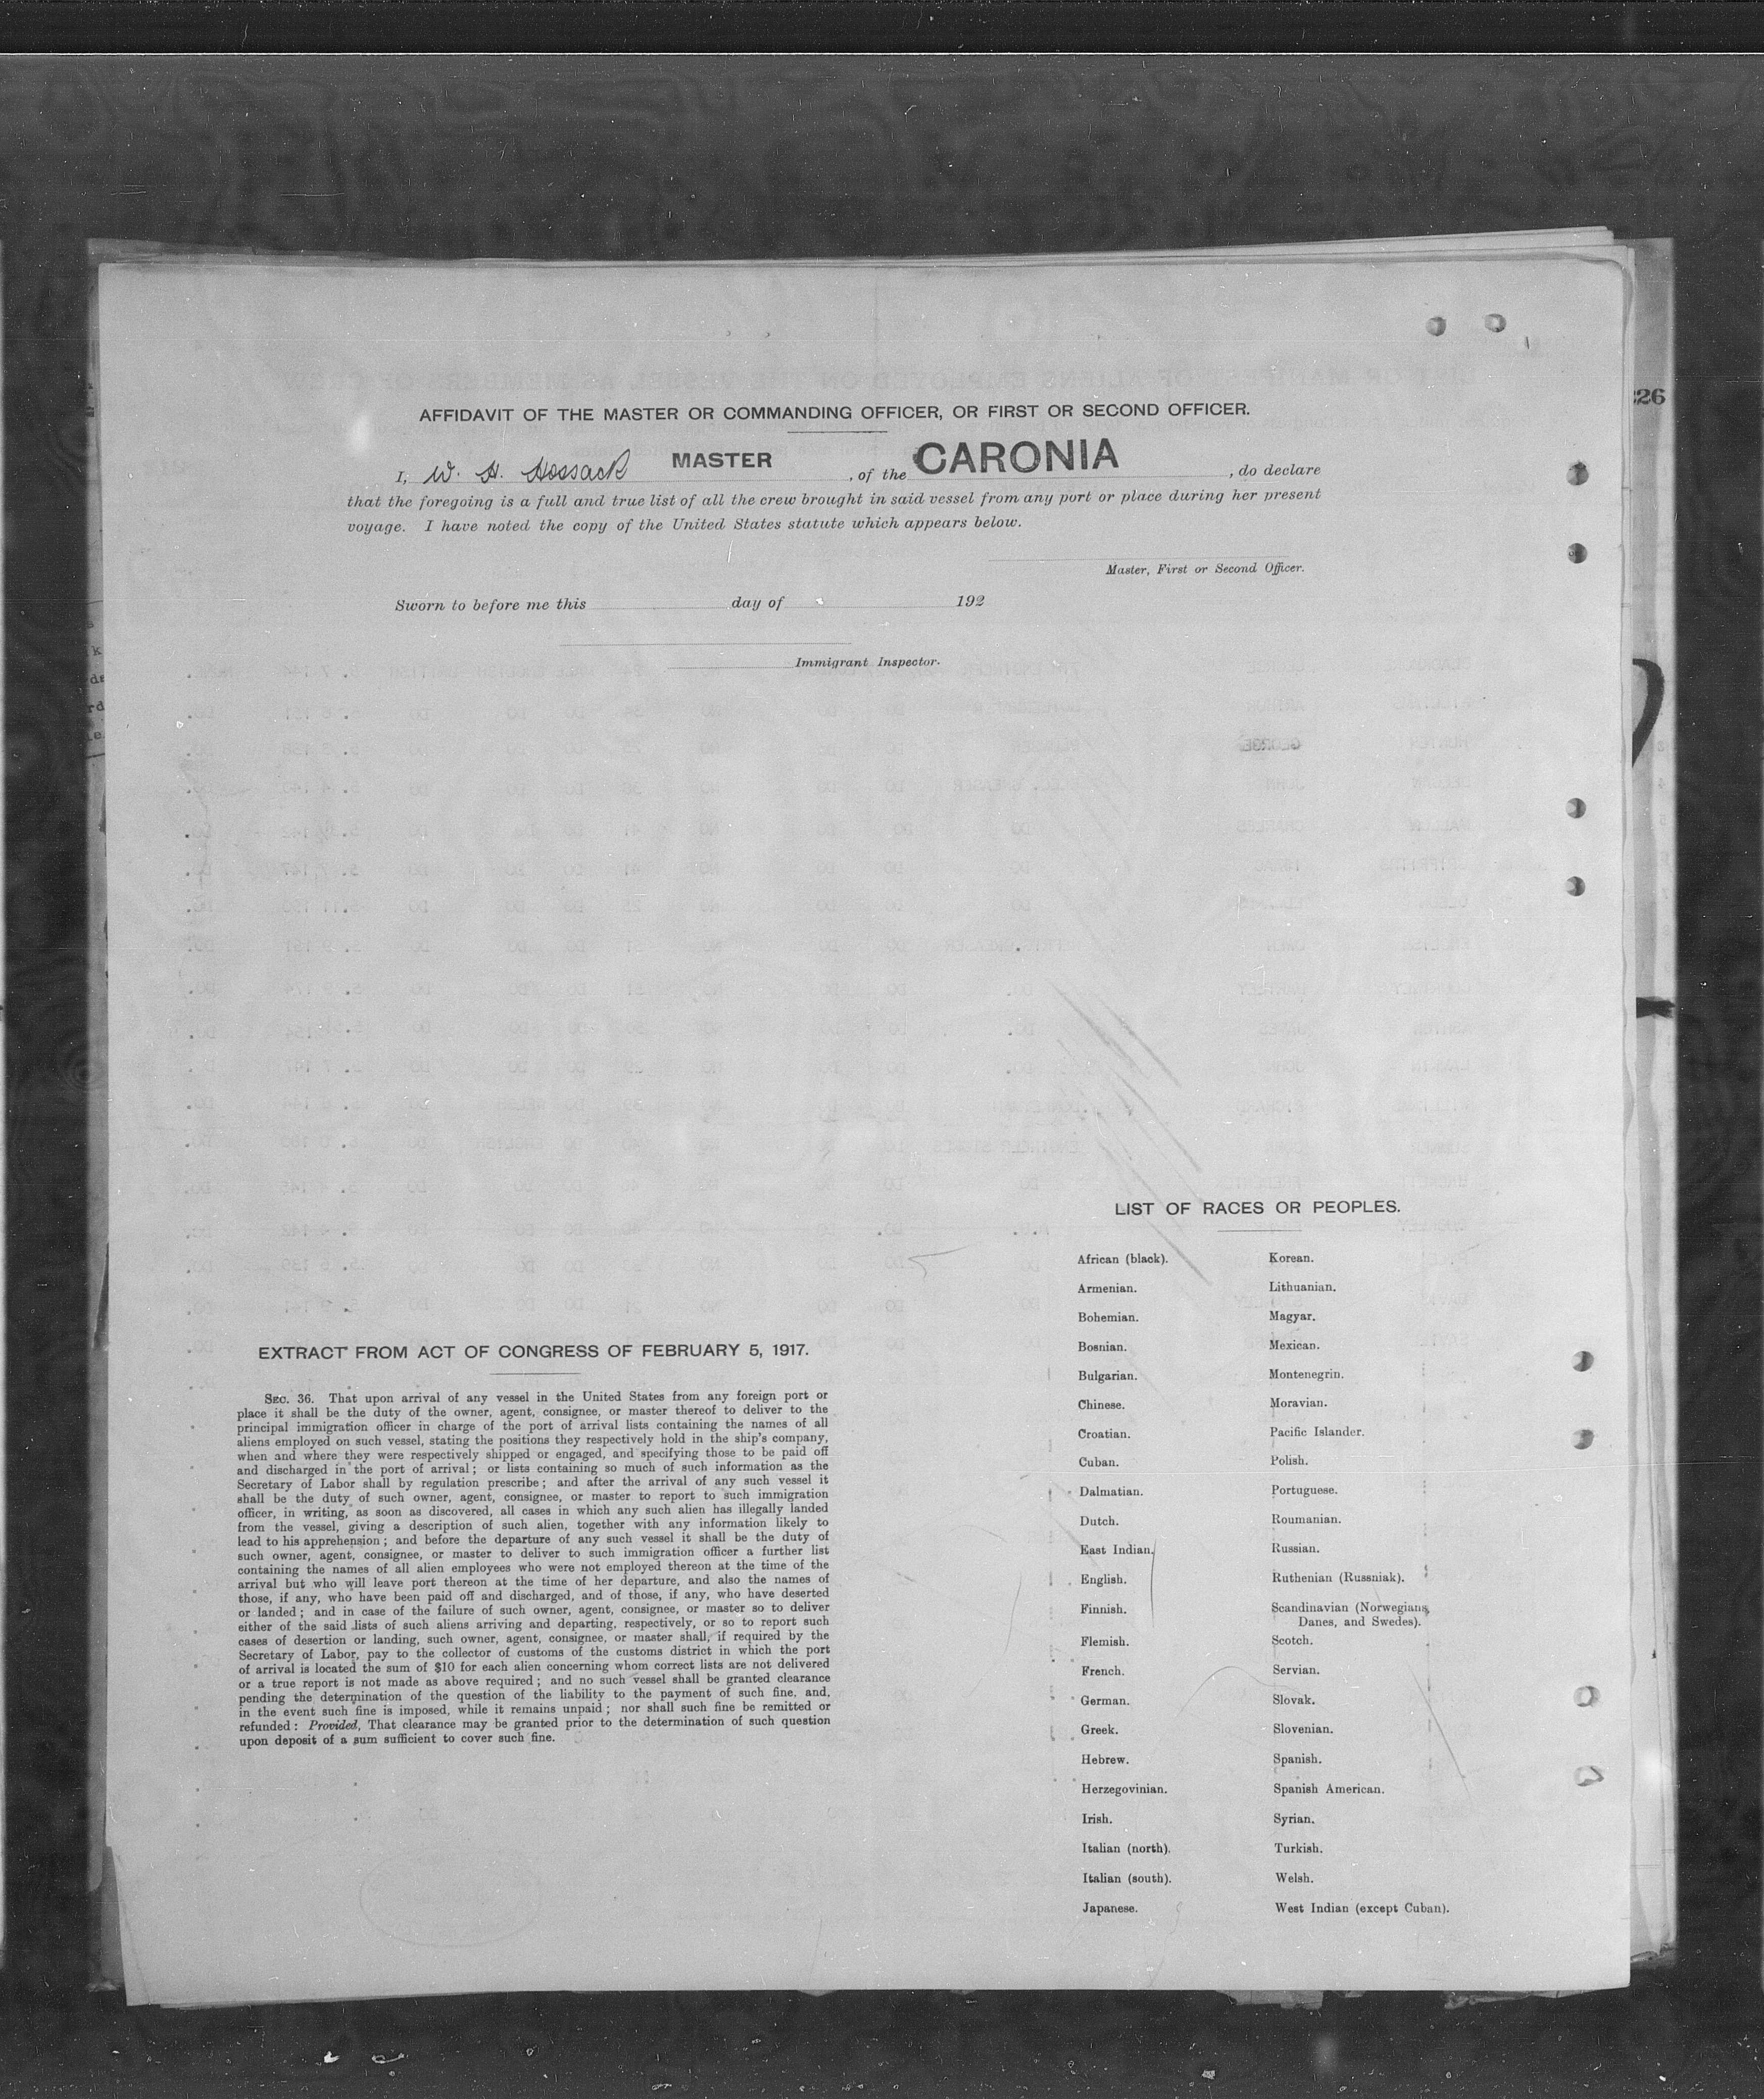 AFFIDAVIT OF THE MASTER OR COMMANDING OFFICER, OR FIRST OR SECOND OFFICER.
I, W. H. Hossack MASTER, of the CARONIA, do declare
that the foregoing is a full and true list of all the crew brought in said vessel from any port or place during her present
voyage. I have noted the copy of the United States statute which appears below.
Master, First or Second Officer.
Sworn to before me this day of 192
Immigrant Inspector.
EXTRACT FROM ACT OF CONGRESS OF FEBRUARY 5, 1917.
SEC. 36. That upon arrival of any vessel in the United States from any foreign port or
place it shall be the duty of the owner, agent, consignee, or master thereof to deliver to the
principal immigration officer in charge of the port of arrival lists containing the names of all
aliens employed on such vessel, stating the positions they respectively hold in the ship's company,
when and where they were respectively shipped or engaged, and specifying those to be paid off
and discharged in the port of arrival; or lists containing so much of such information as the
Secretary of Labor shall by regulation prescribe; and after the arrival of any such vessel it
shall be the duty of such owner, agent, consignee, or master to report to such immigration
officer, in writing, as soon as discovered, all cases in which any such alien has illegally landed
from the vessel, giving a description of such alien, together with any information likely to
lead to his apprehension; and before the departure of any such vessel it shall be the duty of
such owner, agent, consignee, or master to deliver to such immigration officer a further list
containing the names of all alien employees who were not employed thereon at the time of the
arrival but who will leave port thereon at the time of her departure, and also the names of
those, if any, who have been paid off and discharged, and of those, if any, who have deserted
or landed; and in case of the failure of such owner, agent, consignee, or master so to deliver
either of the said lists of such aliens arriving and departing, respectively, or so to report such
cases of desertion or landing, such owner, agent, consignee, or master shall, if required by the
Secretary of Labor, pay to the collector of customs of the customs district in which the port
of arrival is located the sum of $10 for each alien concerning whom correct lists are not delivered
or a true report is not made as above required; and no such vessel shall be granted clearance
pending the determination of the question of the liability to the payment of such fine, and,
in the event such fine is imposed, while it remains unpaid; nor shall such fine be remitted or
refunded: Provided, That clearance may be granted prior to the determination of such question
upon deposit of a sum sufficient to cover such fine.
LIST OF RACES OR PEOPLES.
African (black).
Armenian.
Bohemian.
Bosnian.
Bulgarian.
Chinese.
Croatian.
Cuban.
Dalmatian.
Dutch.
East Indian.
English.
Finnish.
Flemish.
French.
German.
Greek.
Hebrew.
Herzegovinian.
Irish.
Italian (north).
Italian (south).
Japanese.
Korean.
Lithuanian.
Magyar.
Mexican.
Montenegrin.
Moravian.
Pacific Islander.
Polish.
Portuguese.
Roumanian.
Russian.
Ruthenian (Russniak).
Scandinavian (Norwegians,
Danes, and Swedes).
Scotch.
Servian.
Slovak.
Slovenian.
Spanish.
Spanish American.
Syrian.
Turkish.
Welsh.
West Indian (except Cuban).